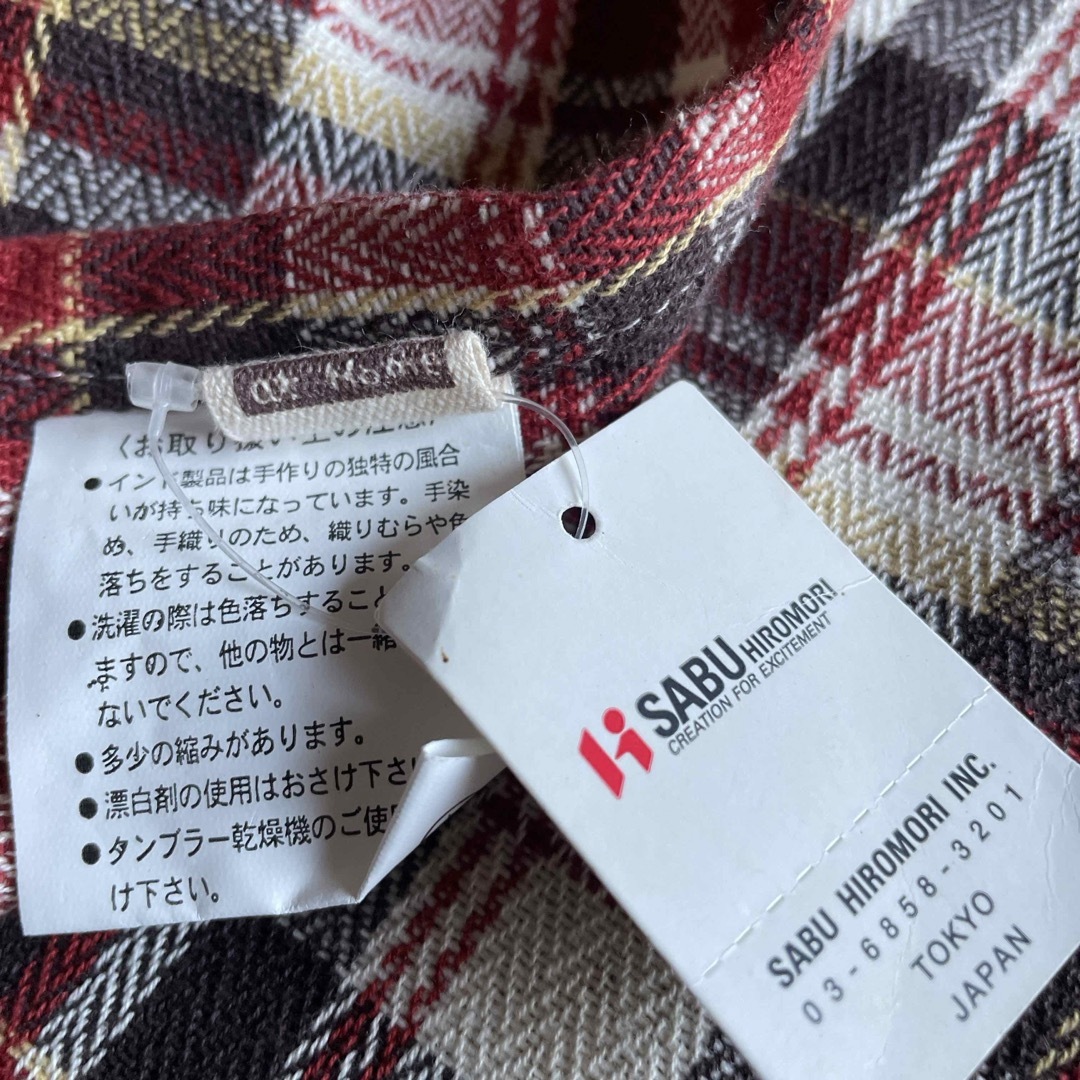 at Home
〈お取り扱い上の注意〉
●インド製品は手作りの独特の風合
いが持ち味になっています。手染
め、手織りのため、織りむらや色
落ちをすることがあります。
●洗濯の際は色落ちすること
ますので、他の物とは一緒
ないでください。
●多少の縮みがあります。
●漂白剤の使用はおさけ下さ
●タンブラー乾燥機のご使
け下さい。
SABU HIROMORI
CREATION FOR EXCITEMENT
SABU HIROMORI INC.
03-6858-3201
TOKYO
JAPAN